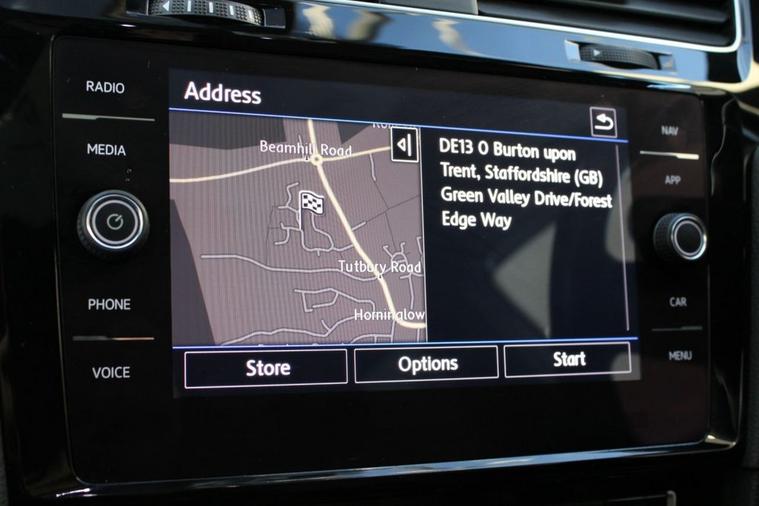 RADIO
MEDIA
PHONE
VOICE
Address
Beamhill Road
Tutbury Road
Horninglow
DE13 0 Burton upon
Trent, Staffordshire (GB)
Green Valley Drive/Forest
Edge Way
Store
Options
Start
NAV
APP
CAR
MENU